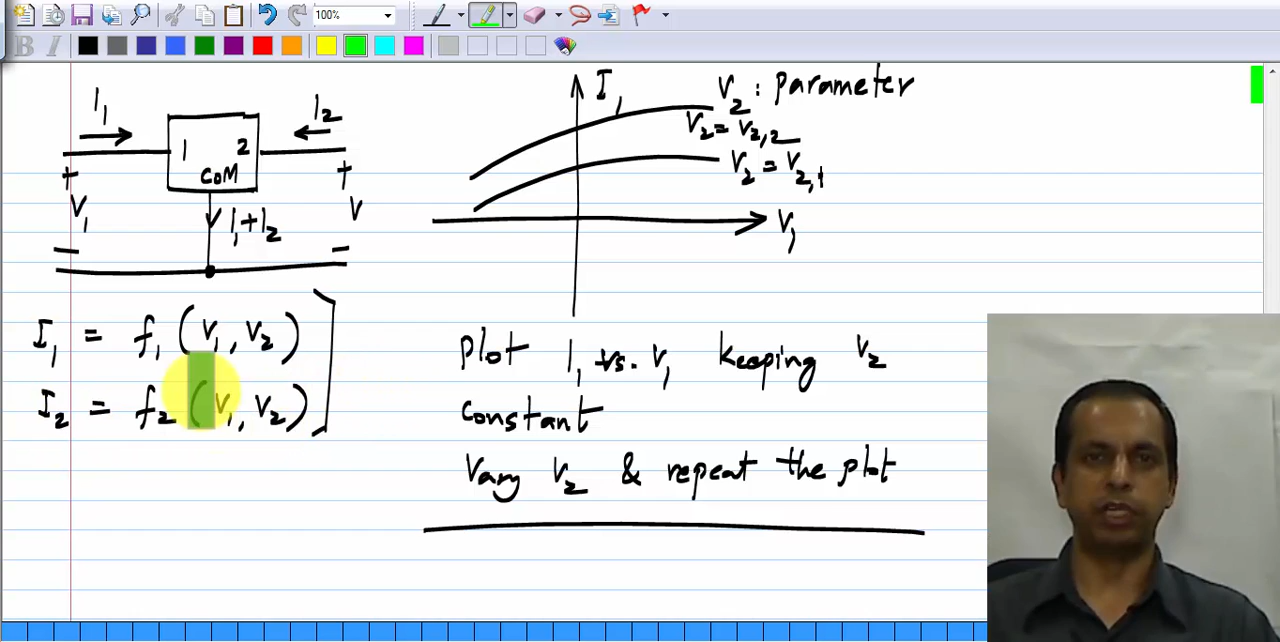 100%
B I
I₁ I₂
1 2
COM
+ +
V₁ I₁+I₂ V
− −
I₁ = f₁ (V₁, V₂)
I₂ = f₂ (V₁, V₂)
I₁ V₂ : parameter
V₂ = V₂,₂
V₂ = V₂,₁
V₁
Plot I₁ vs. V₁ keeping V₂
constant
Vary V₂ & repeat the plot